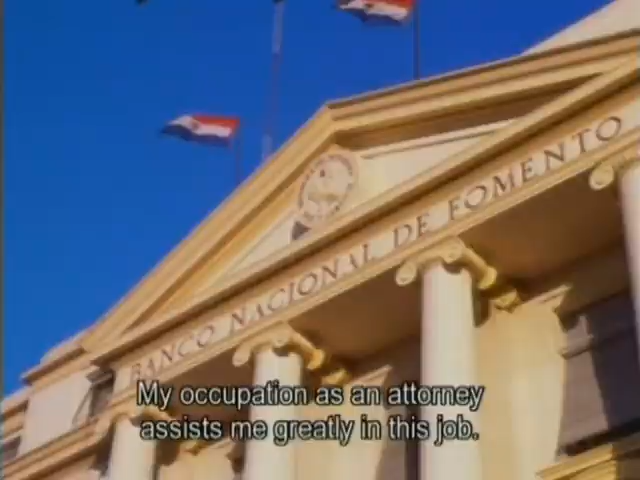 BANCO NACIONAL DE FOMENTO
My occupation as an attorney
assists me greatly in this job.